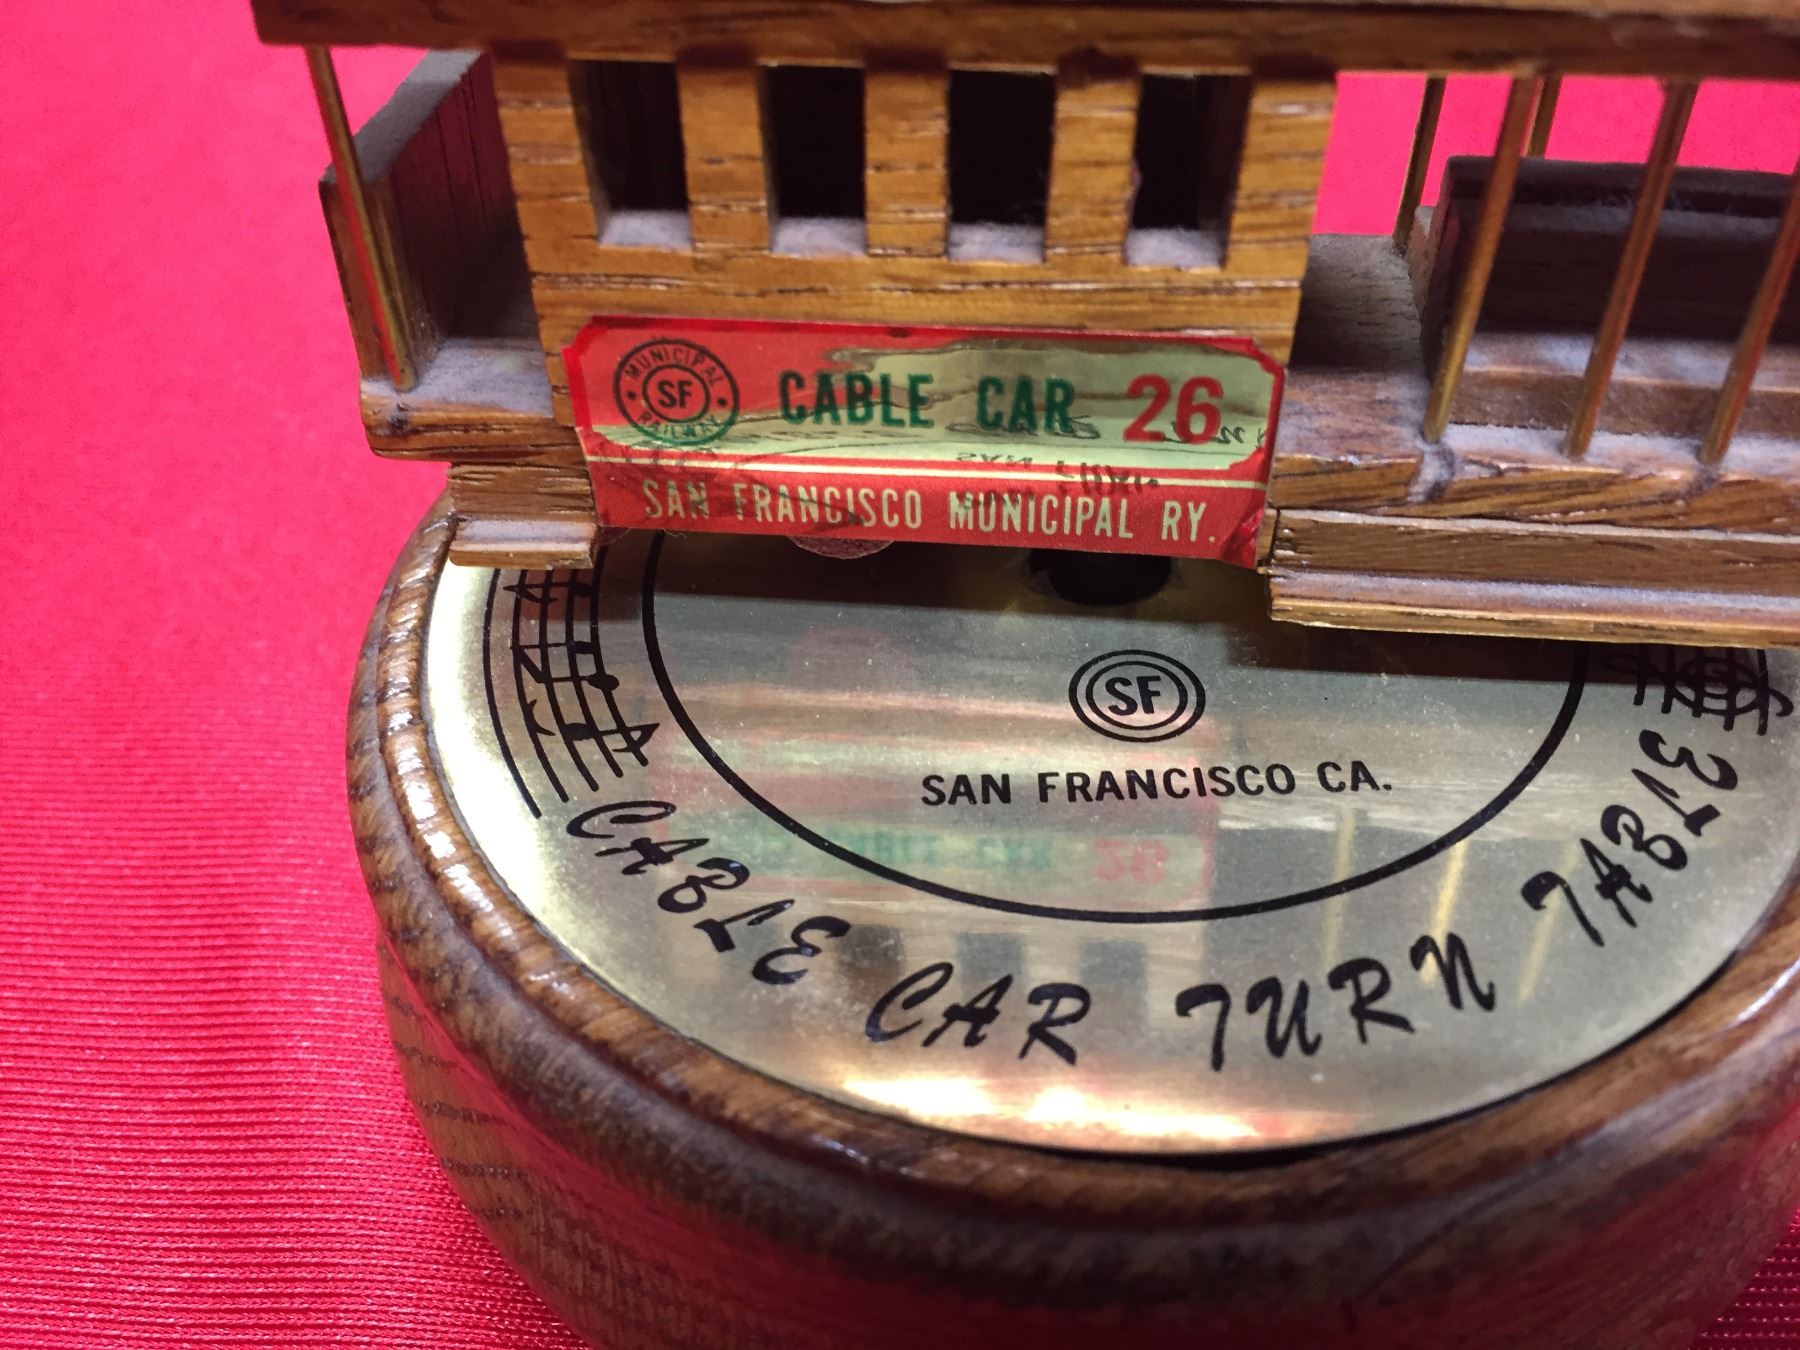 MUNICIPAL RAILWAY
SF
CABLE CAR 26
SAN FRANCISCO MUNICIPAL RY.
SF
SAN FRANCISCO CA.
CABLE CAR TURN TABLE